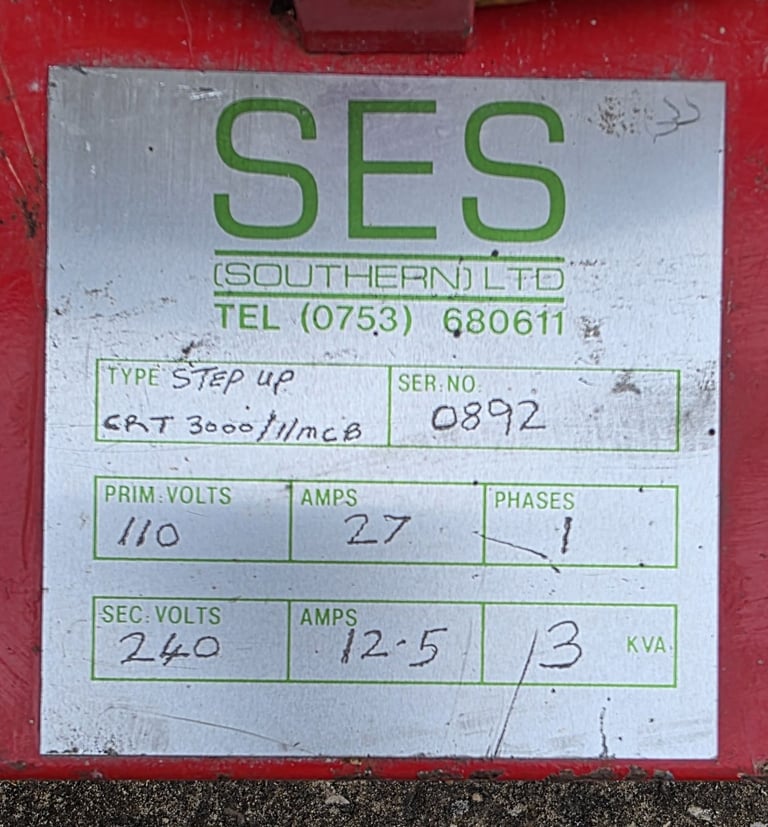 SES
(SOUTHERN) LTD
TEL (0753) 680611
TYPE STEP UP
CRT 3000/11/MCB
SER. NO.
0892
PRIM. VOLTS
110
AMPS
27
PHASES
1
SEC. VOLTS
240
AMPS
12.5
3 KVA